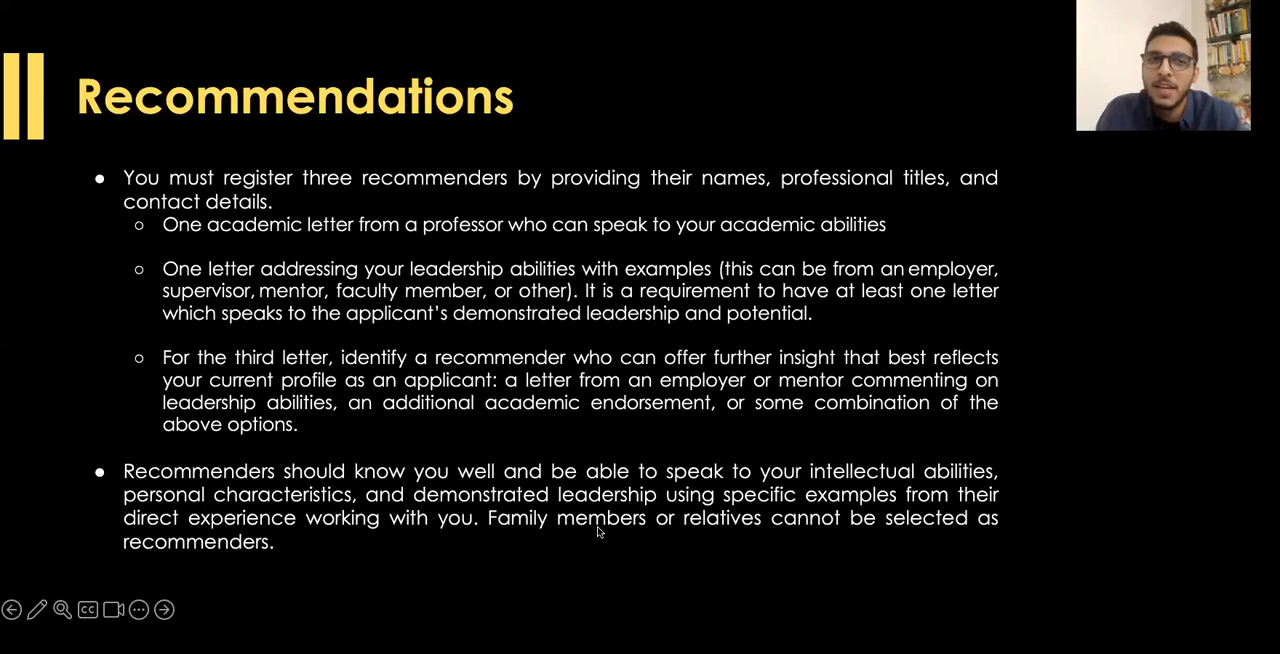 Recommendations
● You must register three recommenders by providing their names, professional titles, and
contact details.
○ One academic letter from a professor who can speak to your academic abilities
○ One letter addressing your leadership abilities with examples (this can be from an employer,
supervisor, mentor, faculty member, or other). It is a requirement to have at least one letter
which speaks to the applicant's demonstrated leadership and potential.
○ For the third letter, identify a recommender who can offer further insight that best reflects
your current profile as an applicant: a letter from an employer or mentor commenting on
leadership abilities, an additional academic endorsement, or some combination of the
above options.
● Recommenders should know you well and be able to speak to your intellectual abilities,
personal characteristics, and demonstrated leadership using specific examples from their
direct experience working with you. Family members or relatives cannot be selected as
recommenders.
CC